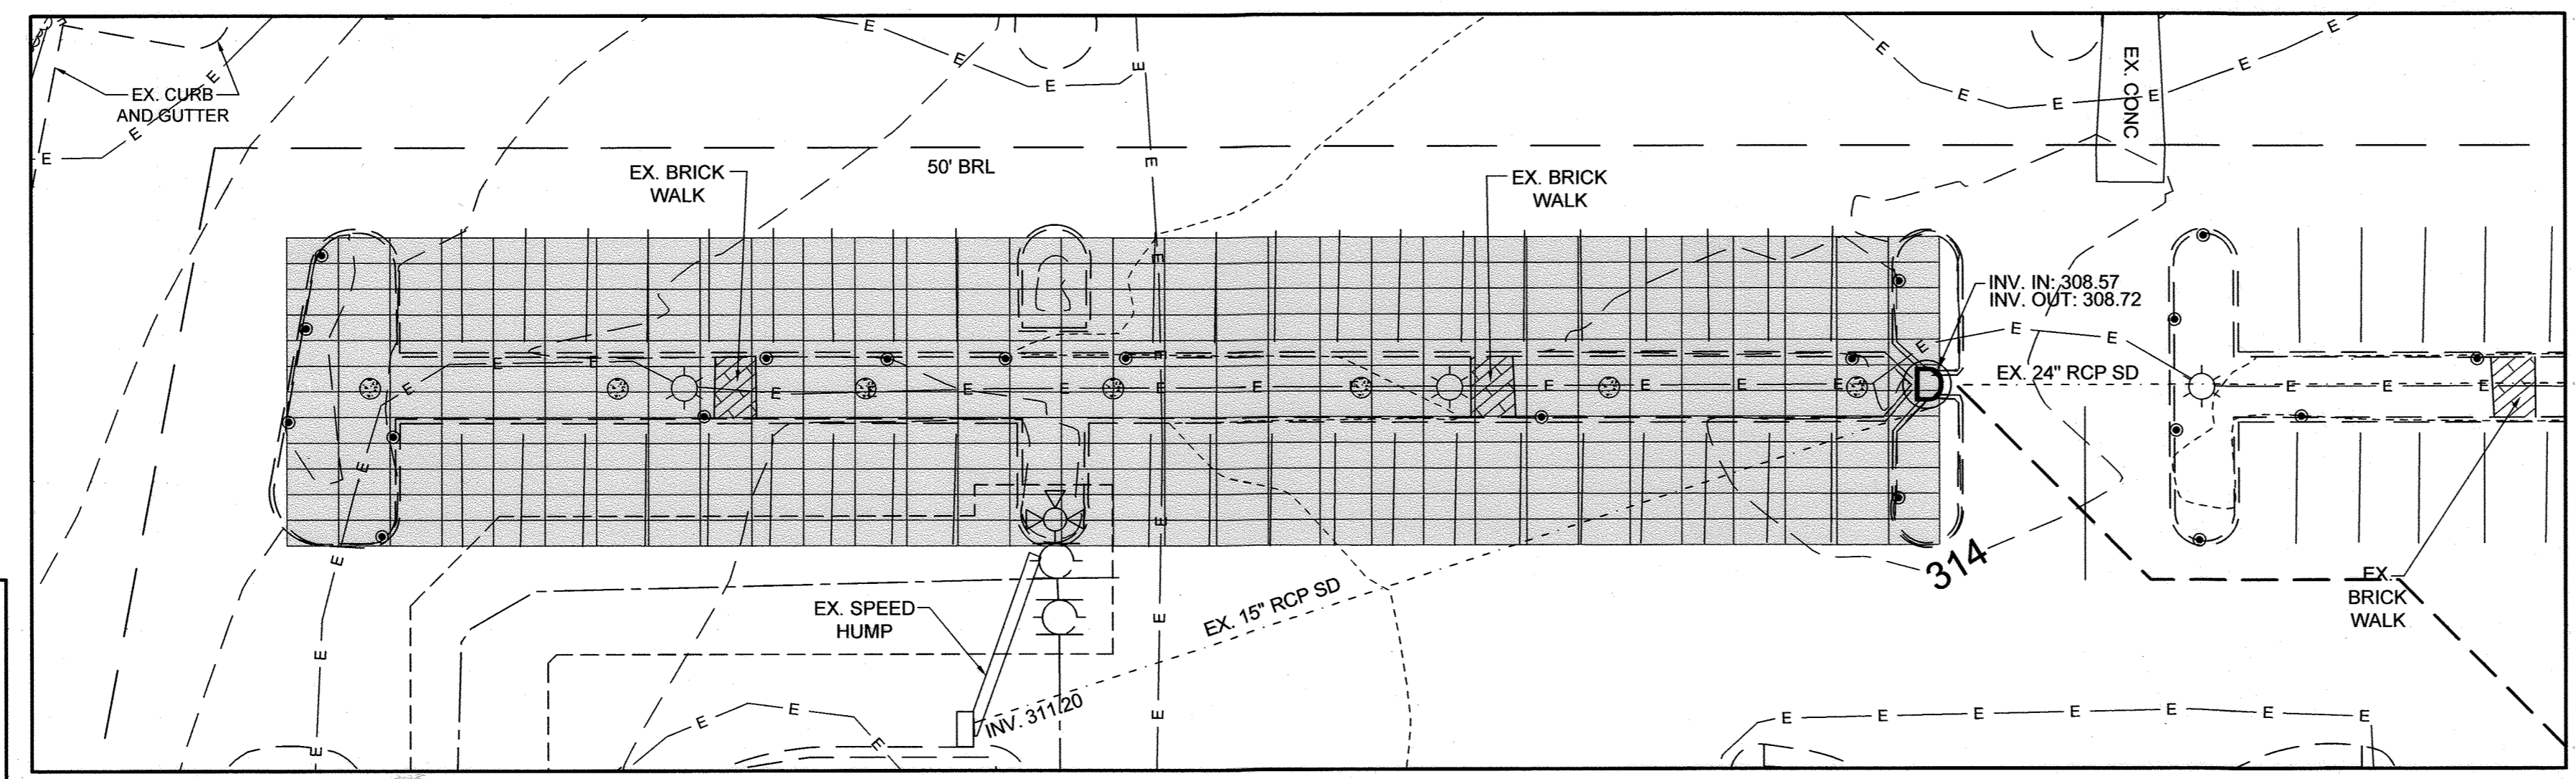 EX. CURB
AND GUTTER
EX. BRICK
WALK
50' BRL
EX. BRICK
WALK
EX. CONC
INV. IN: 308.57
INV. OUT: 308.72
EX. 24" RCP SD
D
314
EX. SPEED
HUMP
EX. 15" RCP SD
INV. 311.20
EX.
BRICK
WALK
E E E E E E E E E E E E E E
E E E E E E E E E E E E E E E E E
E E E E E E E E E E E E E E E E E E